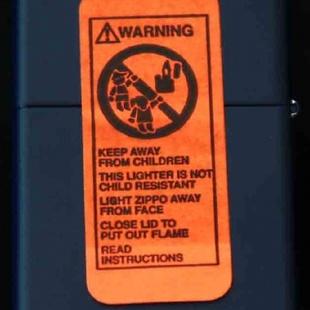 WARNING
KEEP AWAY
FROM CHILDREN
THIS LIGHTER IS NOT
CHILD RESISTANT
LIGHT ZIPPO AWAY
FROM FACE
CLOSE LID TO
PUT OUT FLAME
READ
INSTRUCTIONS